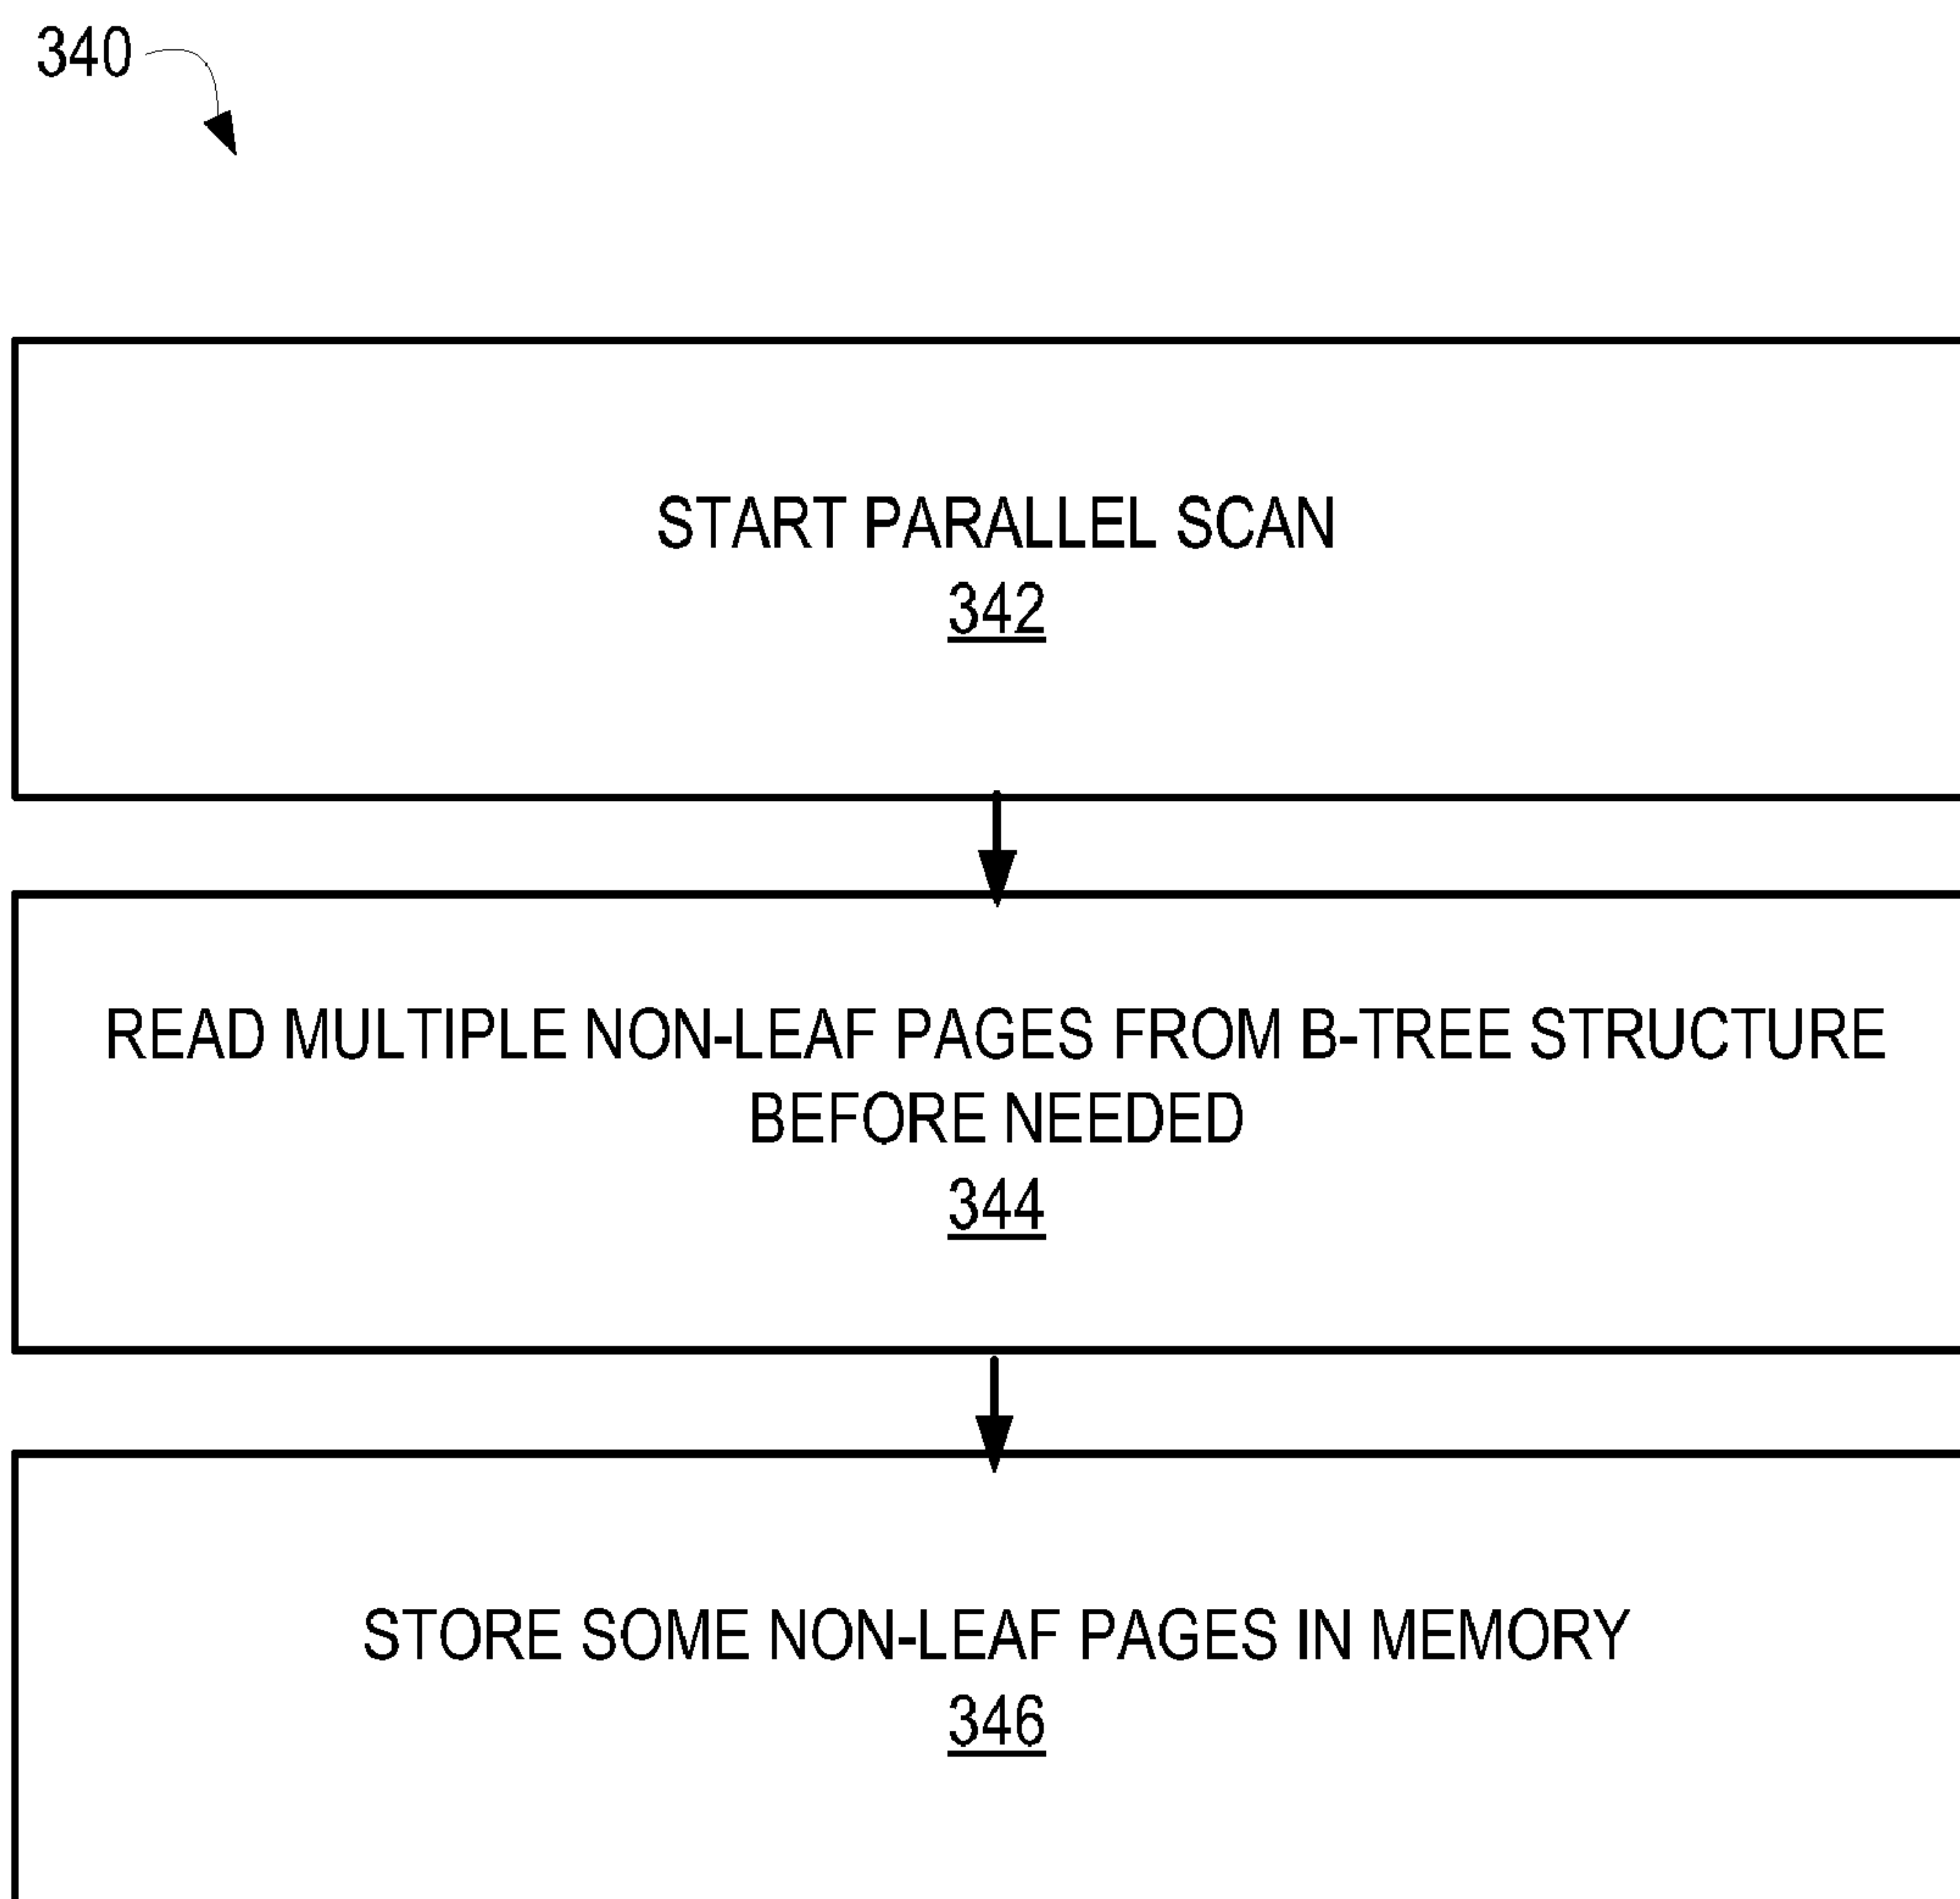 340
START PARALLEL SCAN
342
READ MULTIPLE NON-LEAF PAGES FROM B-TREE STRUCTURE
BEFORE NEEDED
344
STORE SOME NON-LEAF PAGES IN MEMORY
346